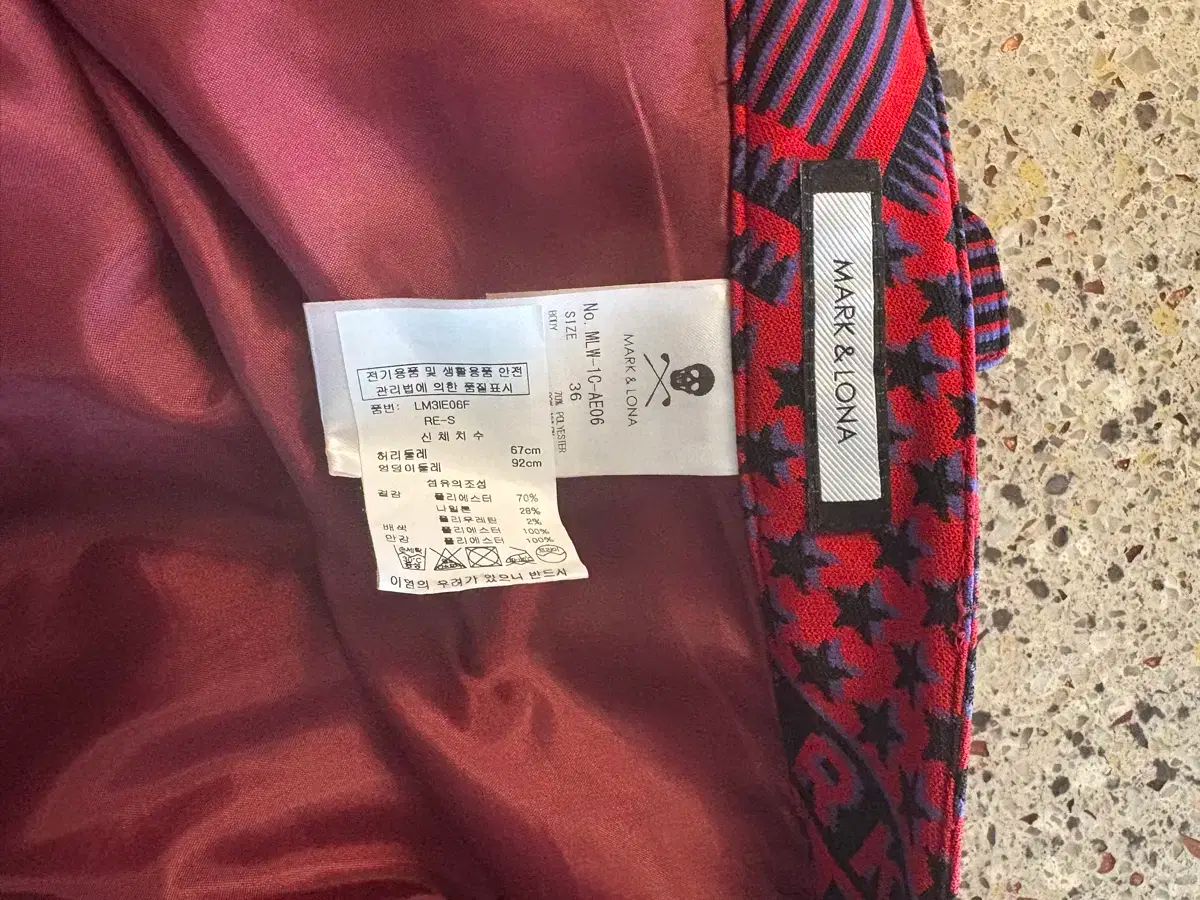 MARK & LONA
MARK & LONA
No. MLW-1C-AE06
SIZE 36
BODY 70% POLYESTER
전기용품 및 생활용품 안전
관리법에 의한 품질표시
품번: LM3IE06F
RE-S
신체치수
허리둘레 67cm
엉덩이둘레 92cm
섬유의조성
겉감 폴리에스터 70%
나일론 28%
폴리우레탄 2%
배색 폴리에스터 100%
안감 폴리에스터 100%
30°C
이염의 우려가 있으니 반드시